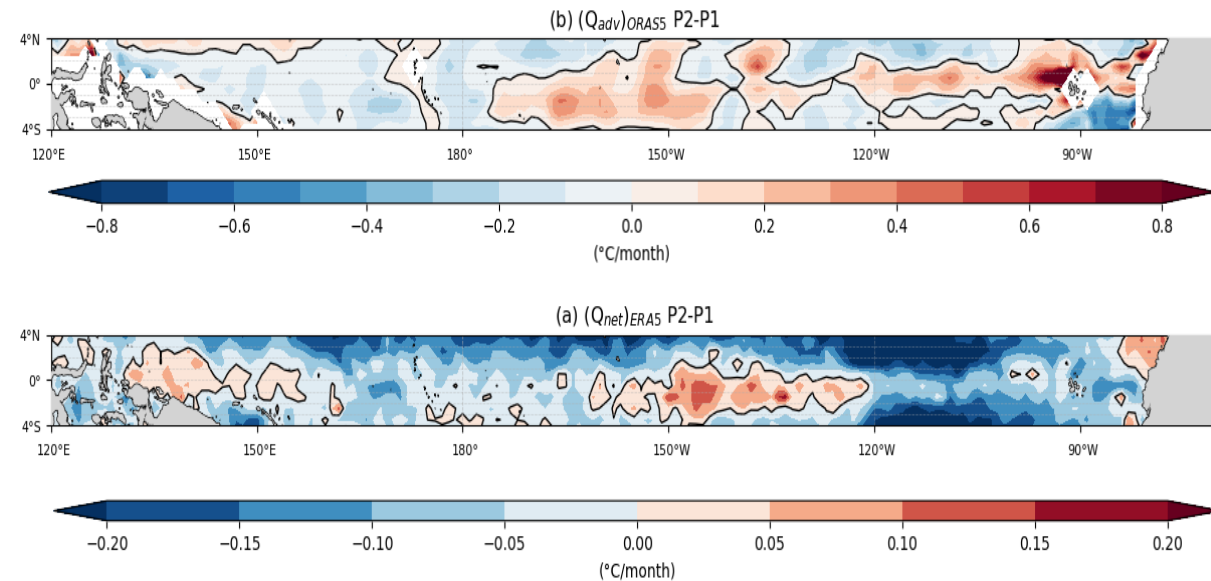 (b) (Q_adv)_ORAS5 P2-P1
4°N
0°
4°S
120°E 150°E 180° 150°W 120°W 90°W
−0.8 −0.6 −0.4 −0.2 0.0 0.2 0.4 0.6 0.8
(°C/month)
(a) (Q_net)_ERA5 P2-P1
4°N
0°
4°S
120°E 150°E 180° 150°W 120°W 90°W
−0.20 −0.15 −0.10 −0.05 0.00 0.05 0.10 0.15 0.20
(°C/month)